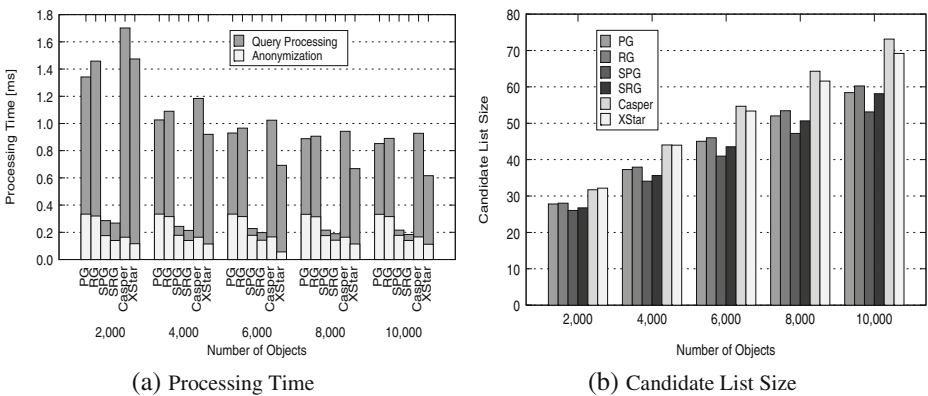 1.8
1.6
1.4
1.2
1.0
0.8
0.6
0.4
0.2
0.0
Processing Time [ms]
Query Processing
Anonymization
PG RG SPG SRG Casper XStar
PG RG SPG SRG Casper XStar
PG RG SPG SRG Casper XStar
PG RG SPG SRG Casper XStar
PG RG SPG SRG Casper XStar
2,000 4,000 6,000 8,000 10,000
Number of Objects
(a) Processing Time
80
70
60
50
40
30
20
10
0
Candidate List Size
PG
RG
SPG
SRG
Casper
XStar
2,000 4,000 6,000 8,000 10,000
Number of Objects
(b) Candidate List Size